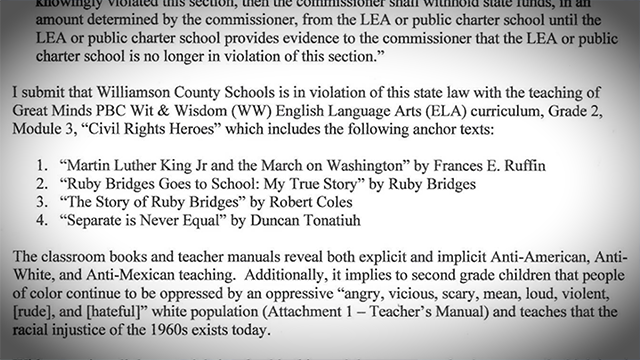 knowingly violated this section, then the commissioner shall withhold state funds, in an
amount determined by the commissioner, from the LEA or public charter school until the
LEA or public charter school provides evidence to the commissioner that the LEA or public
charter school is no longer in violation of this section.”
I submit that Williamson County Schools is in violation of this state law with the teaching of
Great Minds PBC Wit & Wisdom (WW) English Language Arts (ELA) curriculum, Grade 2,
Module 3, “Civil Rights Heroes” which includes the following anchor texts:
1. “Martin Luther King Jr and the March on Washington” by Frances E. Ruffin
2. “Ruby Bridges Goes to School: My True Story” by Ruby Bridges
3. “The Story of Ruby Bridges” by Robert Coles
4. “Separate is Never Equal” by Duncan Tonatiuh
The classroom books and teacher manuals reveal both explicit and implicit Anti-American, Anti-
White, and Anti-Mexican teaching. Additionally, it implies to second grade children that people
of color continue to be oppressed by an oppressive “angry, vicious, scary, mean, loud, violent,
[rude], and [hateful]” white population (Attachment 1 – Teacher’s Manual) and teaches that the
racial injustice of the 1960s exists today.